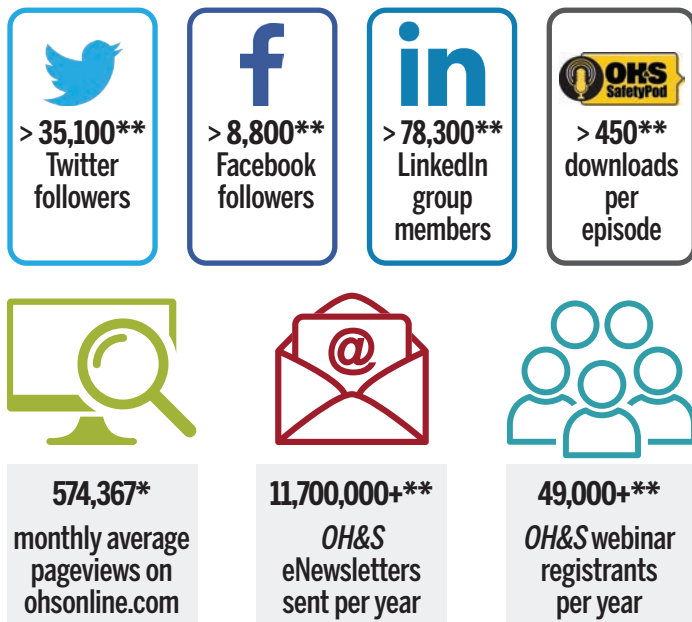 > 35,100**
Twitter
followers
f
> 8,800**
Facebook
followers
in
> 78,300**
LinkedIn
group
members
OH&S
SafetyPod
> 450**
downloads
per
episode
574,367*
monthly average
pageviews on
ohsonline.com
@
11,700,000+**
OH&S
eNewsletters
sent per year
49,000+**
OH&S webinar
registrants
per year